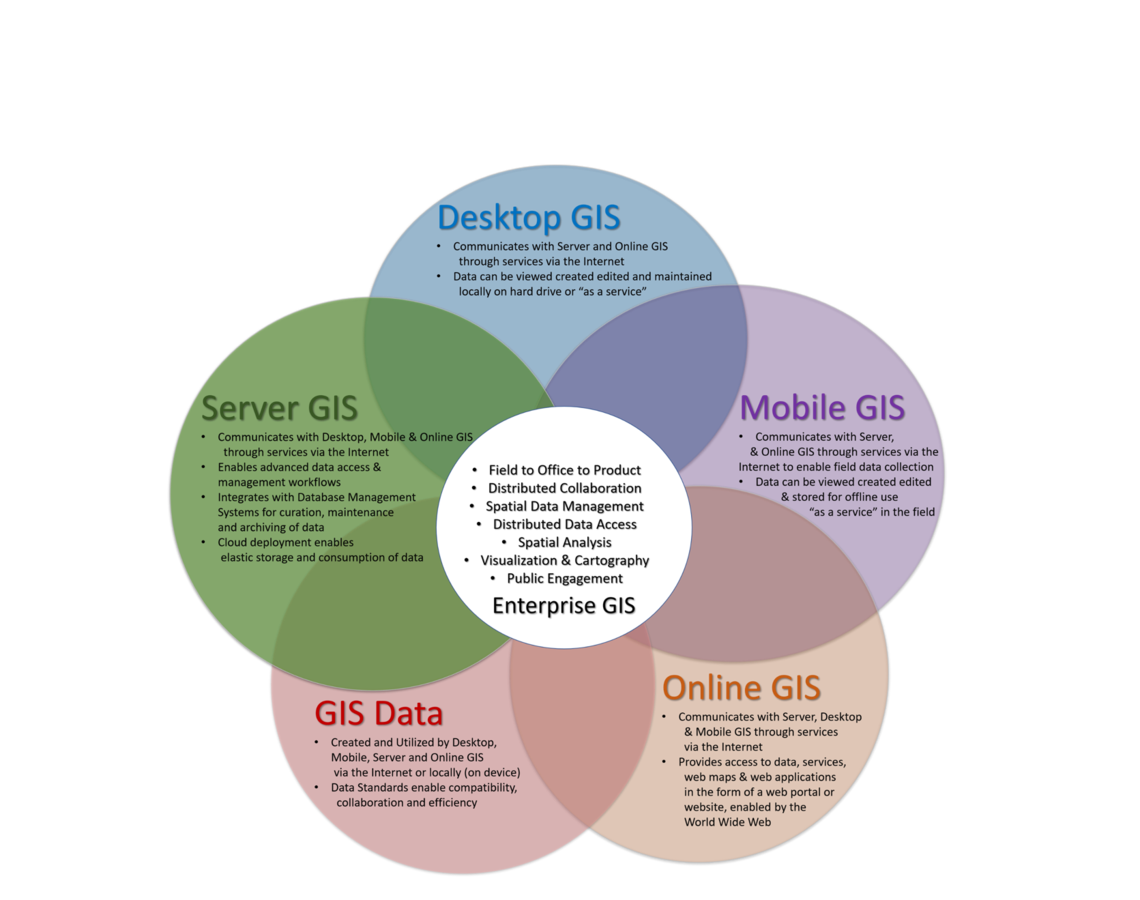 Desktop GIS
• Communicates with Server and Online GIS
through services via the Internet
• Data can be viewed created edited and maintained
locally on hard drive or “as a service”
Server GIS
• Communicates with Desktop, Mobile & Online GIS
through services via the Internet
• Enables advanced data access &
management workflows
• Integrates with Database Management
Systems for curation, maintenance
and archiving of data
• Cloud deployment enables
elastic storage and consumption of data
Mobile GIS
• Communicates with Server,
& Online GIS through services via the
Internet to enable field data collection
• Data can be viewed created edited
& stored for offline use
“as a service” in the field
• Field to Office to Product
• Distributed Collaboration
• Spatial Data Management
• Distributed Data Access
• Spatial Analysis
• Visualization & Cartography
• Public Engagement
Enterprise GIS
GIS Data
• Created and Utilized by Desktop,
Mobile, Server and Online GIS
via the Internet or locally (on device)
• Data Standards enable compatibility,
collaboration and efficiency
Online GIS
• Communicates with Server, Desktop
& Mobile GIS through services
via the Internet
• Provides access to data, services,
web maps & web applications
in the form of a web portal or
website, enabled by the
World Wide Web